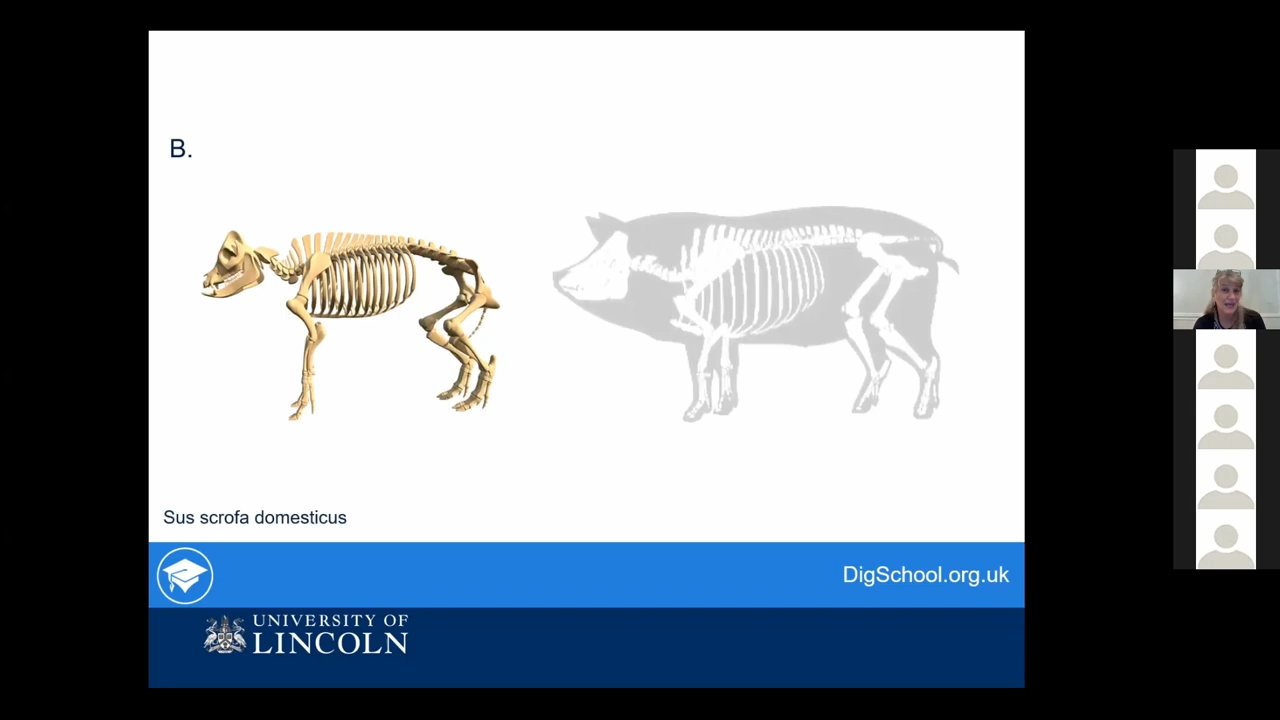 B.
Sus scrofa domesticus
DigSchool.org.uk
UNIVERSITY OF
LINCOLN